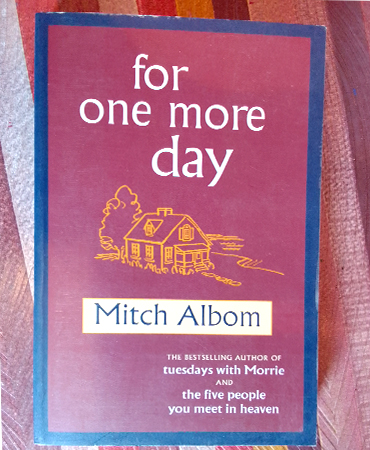 for
one more
day
Mitch Albom
THE BESTSELLING AUTHOR OF
tuesdays with Morrie
AND
the five people
you meet in heaven